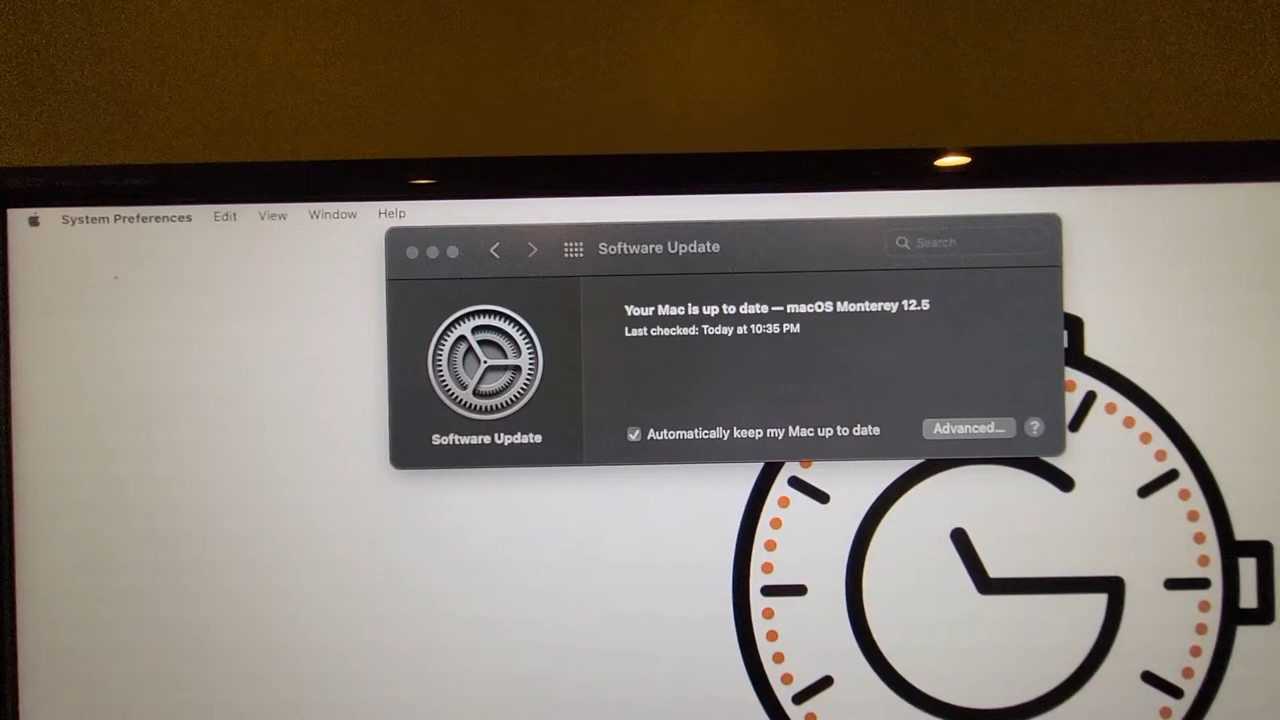 System Preferences Edit View Window Help
Software Update
Search
Your Mac is up to date — macOS Monterey 12.5
Last checked: Today at 10:35 PM
Software Update
Automatically keep my Mac up to date
Advanced...
?